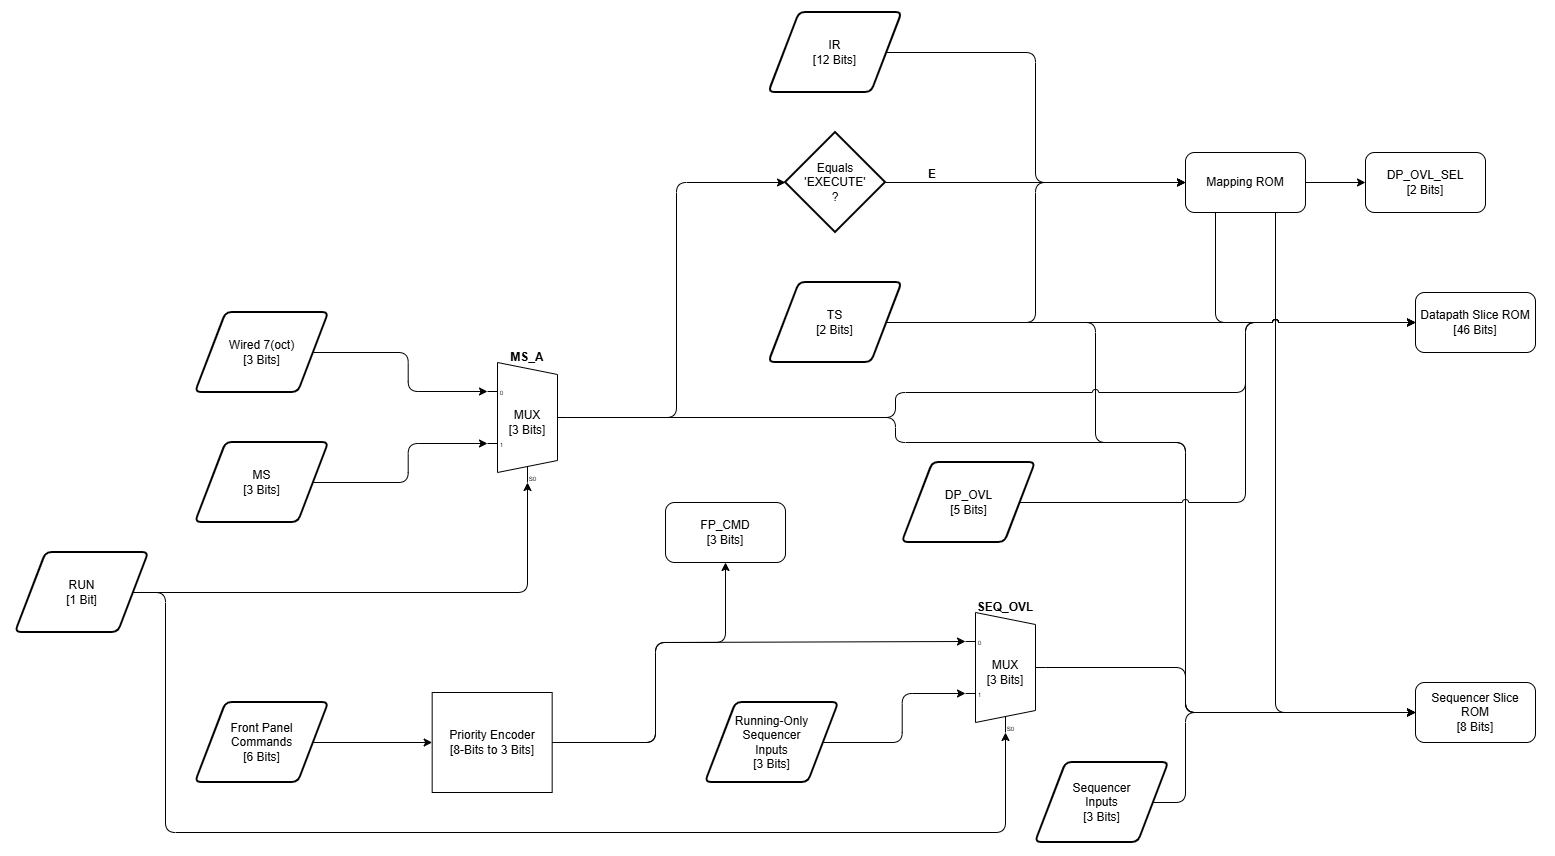 IR
[12 Bits]
Equals
'EXECUTE'
?
E
Mapping ROM
DP_OVL_SEL
[2 Bits]
TS
[2 Bits]
Datapath Slice ROM
[46 Bits]
Wired 7(oct)
[3 Bits]
MS_A
0
MUX
[3 Bits]
1
S0
MS
[3 Bits]
DP_OVL
[5 Bits]
FP_CMD
[3 Bits]
RUN
[1 Bit]
SEQ_OVL
0
MUX
[3 Bits]
1
S0
Front Panel
Commands
[6 Bits]
Priority Encoder
[8-Bits to 3 Bits]
Running-Only
Sequencer
Inputs
[3 Bits]
Sequencer Slice
ROM
[8 Bits]
Sequencer
Inputs
[3 Bits]